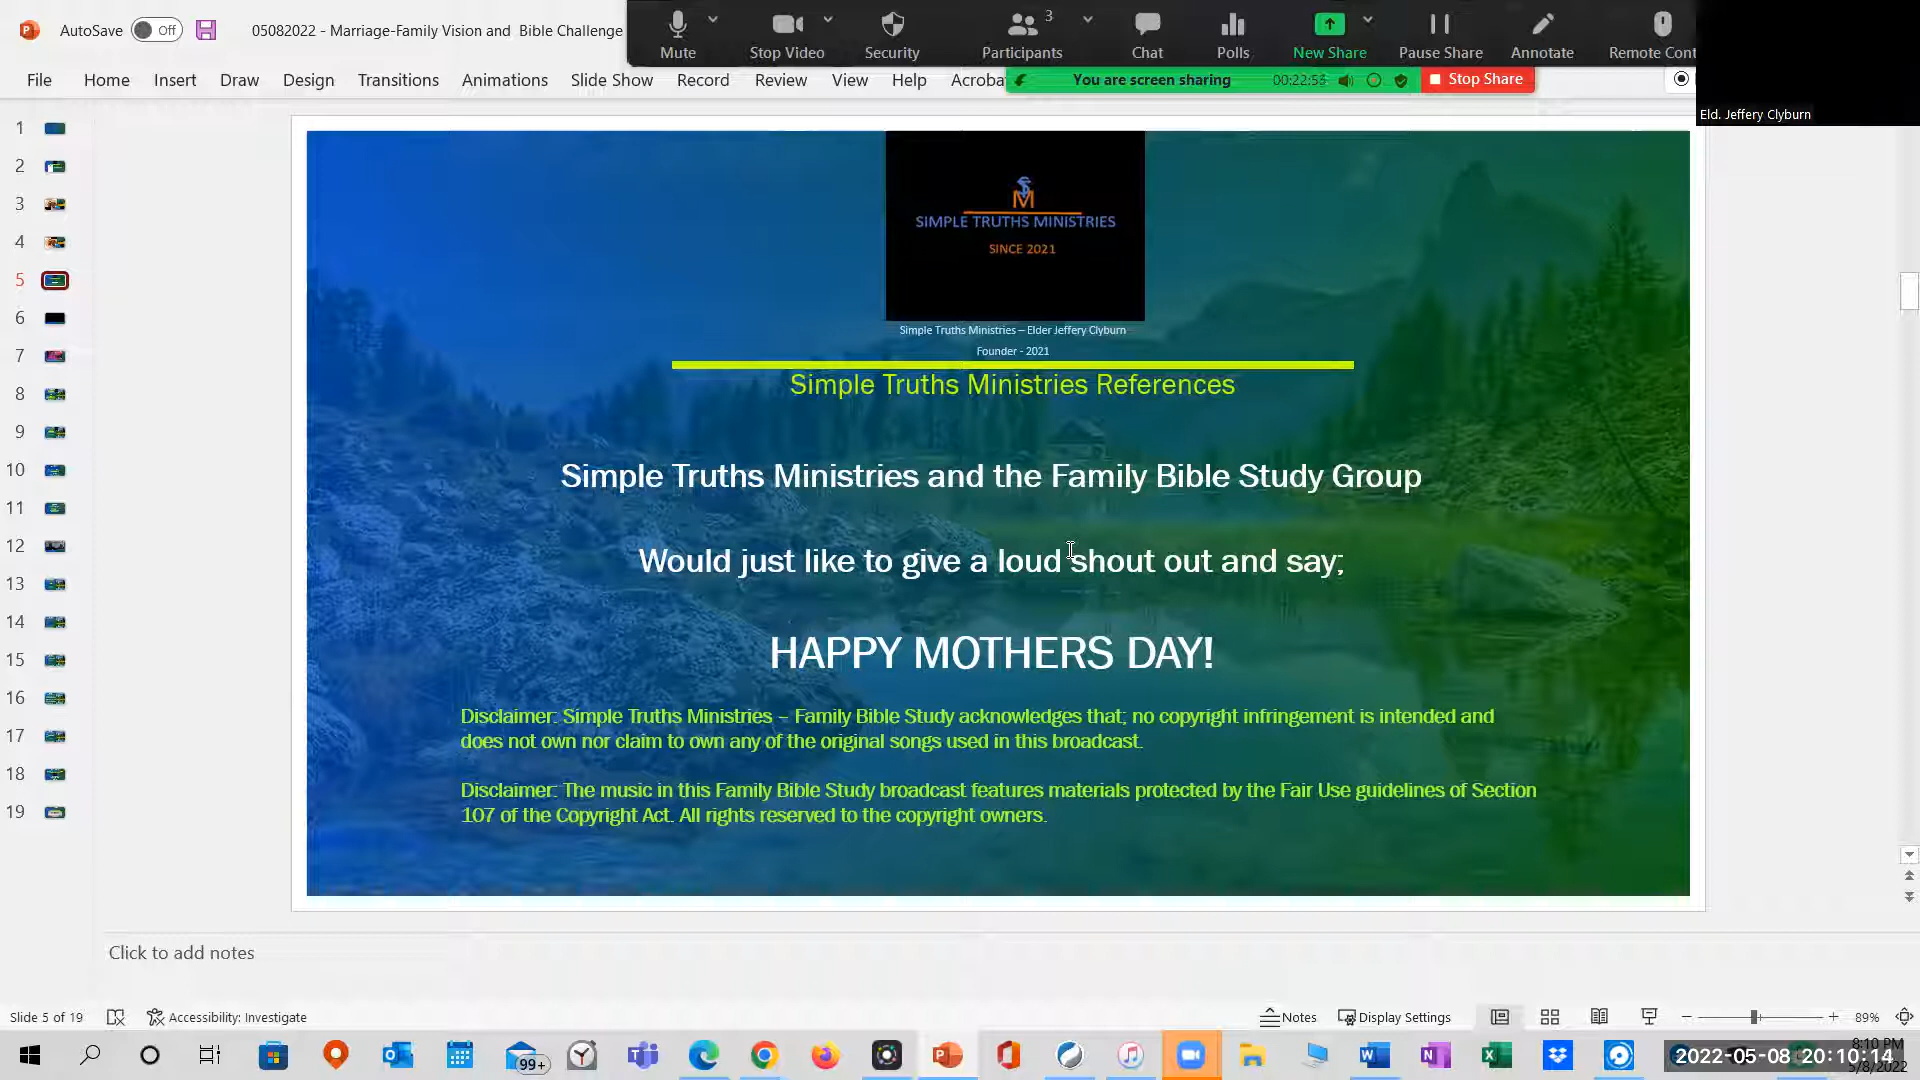 AutoSave Off 05082022 - Marriage-Family Vision and Bible Challenge
Mute Stop Video Security Participants 3 Chat Polls New Share Pause Share Annotate Remote Cont
File Home Insert Draw Design Transitions Animations Slide Show Record Review View Help Acroba
You are screen sharing 00:22:53 Stop Share
Eld. Jeffery Clyburn
1
2
3
4
5
6
7
8
9
10
11
12
13
14
15
16
17
18
19
SM
SIMPLE TRUTHS MINISTRIES
SINCE 2021
Simple Truths Ministries – Elder Jeffery Clyburn
Founder - 2021
Simple Truths Ministries References
Simple Truths Ministries and the Family Bible Study Group
Would just like to give a loud shout out and say;
HAPPY MOTHERS DAY!
Disclaimer: Simple Truths Ministries – Family Bible Study acknowledges that; no copyright infringement is intended and
does not own nor claim to own any of the original songs used in this broadcast.
Disclaimer: The music in this Family Bible Study broadcast features materials protected by the Fair Use guidelines of Section
107 of the Copyright Act. All rights reserved to the copyright owners.
Click to add notes
Slide 5 of 19 Accessibility: Investigate Notes Display Settings 89%
99+
8:10 PM
2022-05-08 20:10:14
5/8/2022